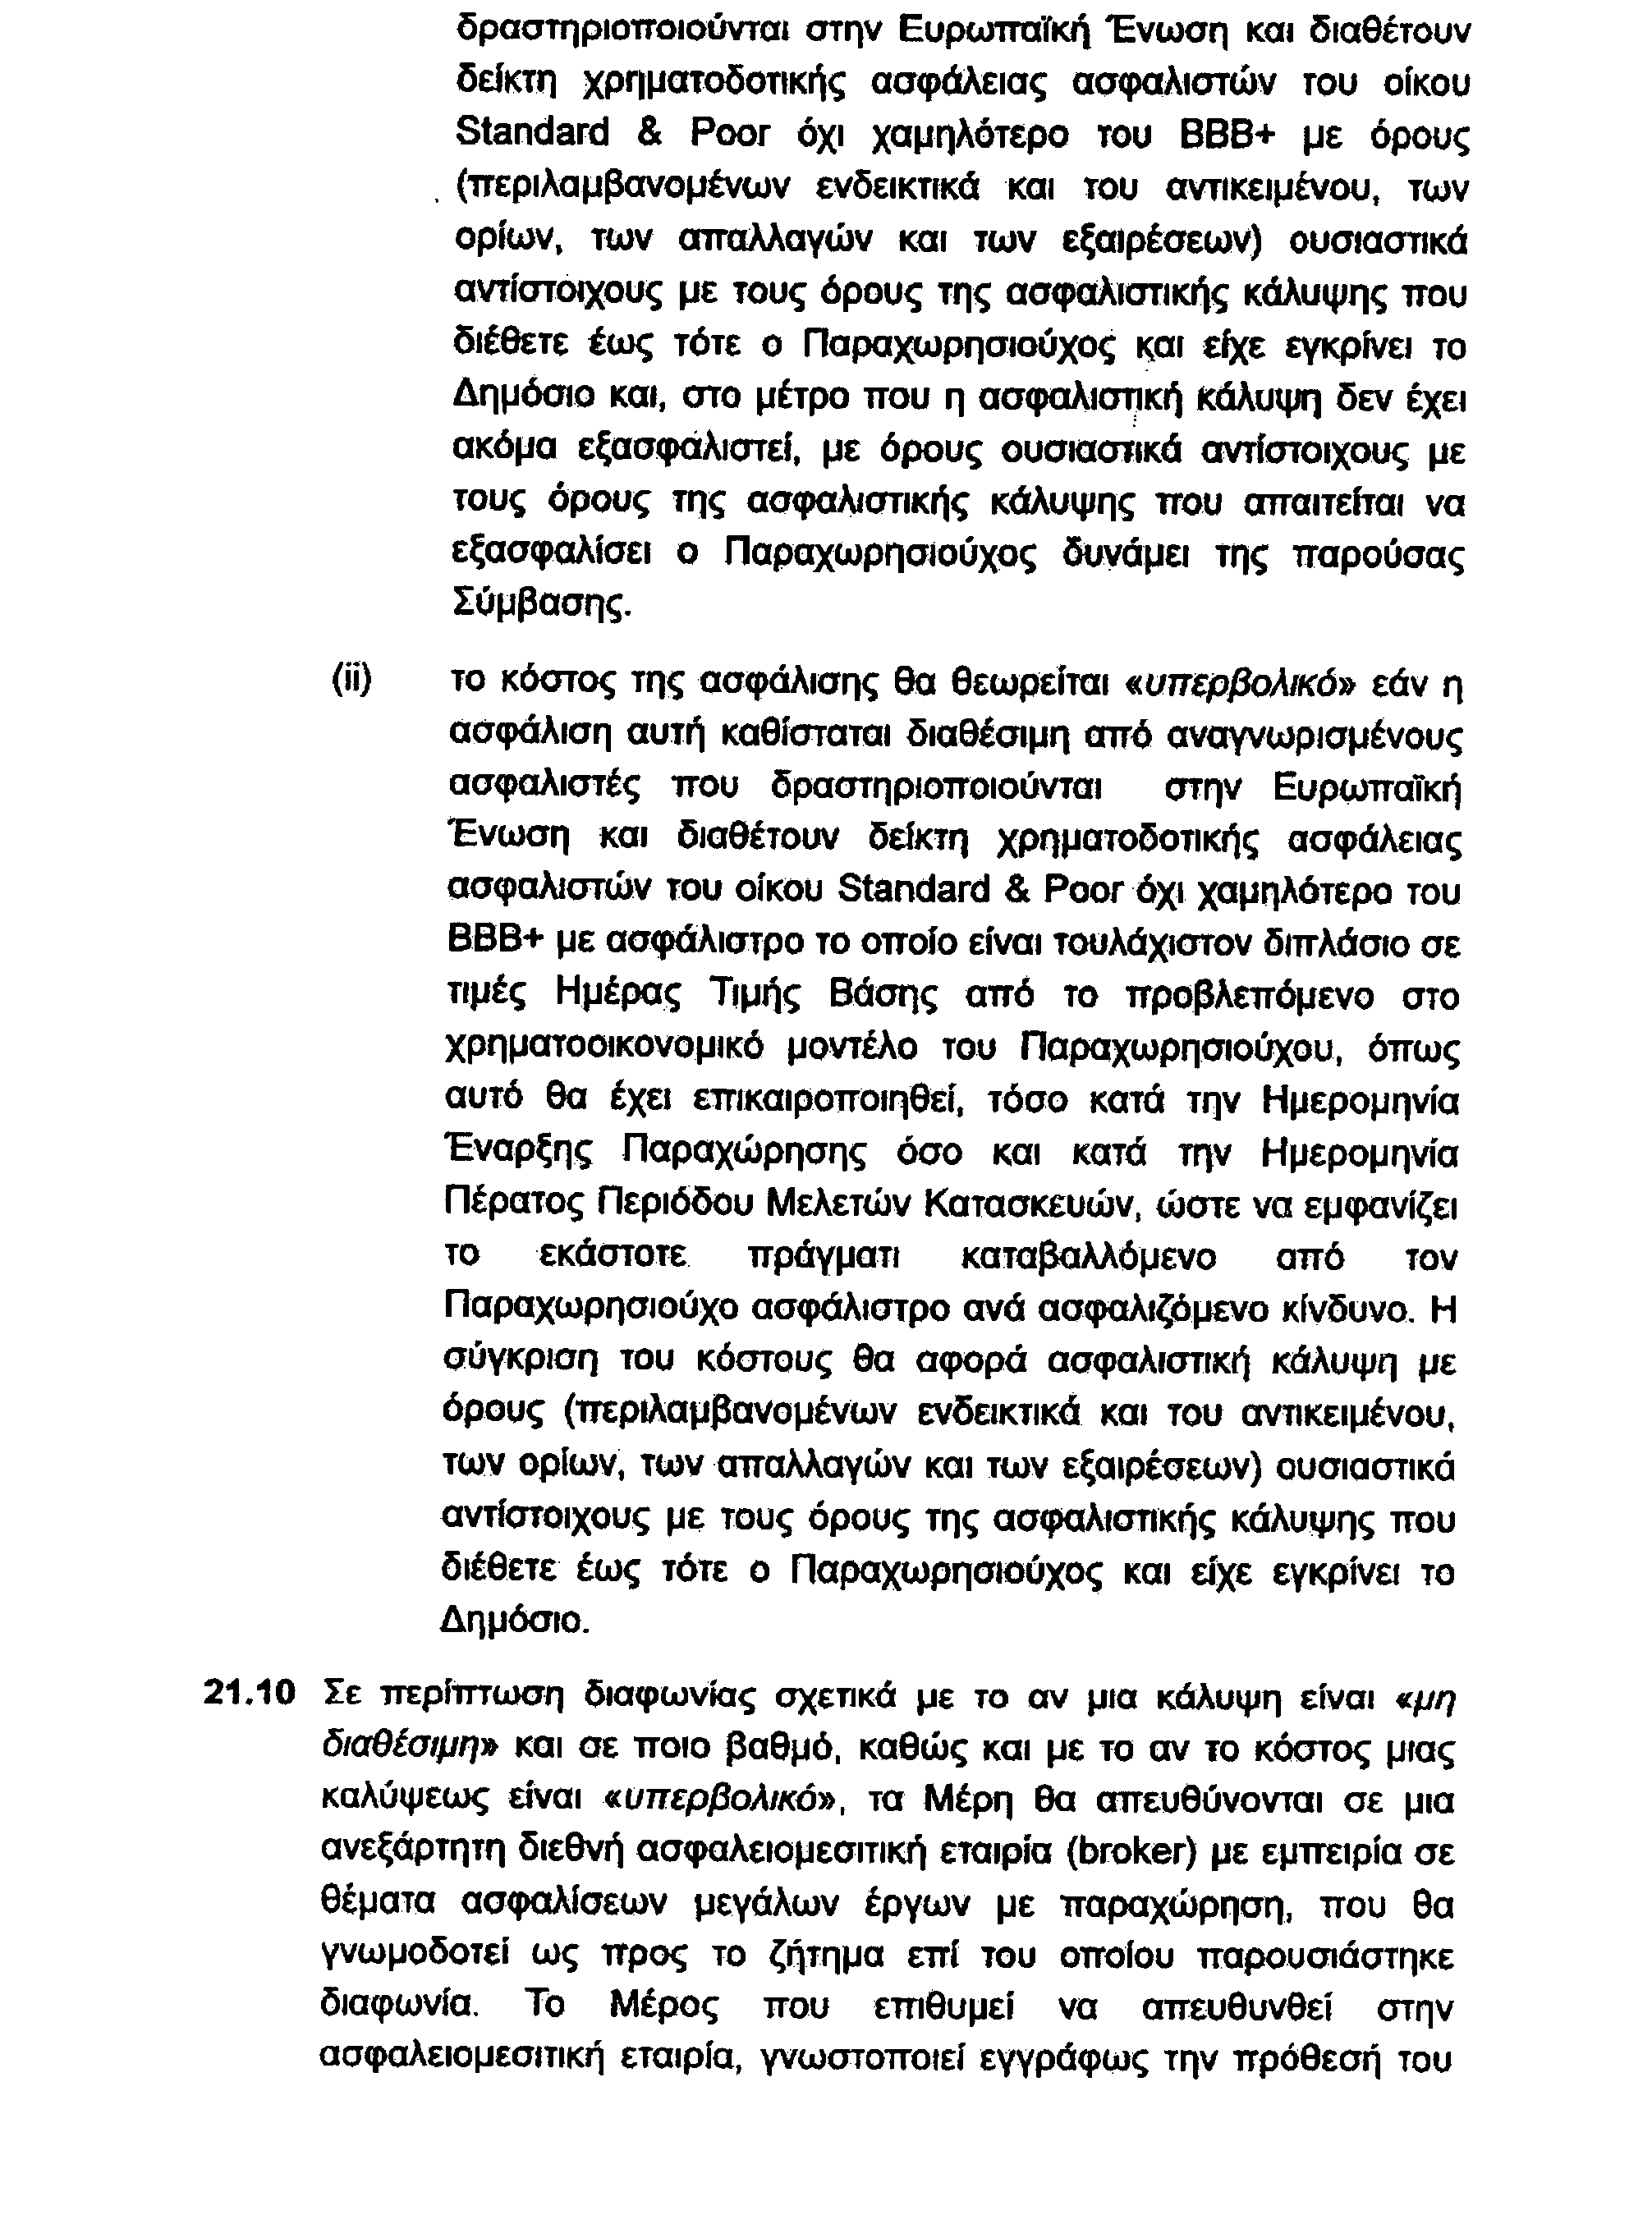 δραστηριοποιούνται στην Ευρωπαϊκή Ένωση και διαθέτουν
δείκτη χρηματοδοτικής ασφάλειας ασφαλιστών του οίκου
Standard & Poor όχι χαμηλότερο του BBB+ με όρους
(περιλαμβανομένων ενδεικτικά και του αντικειμένου, των
ορίων, των απαλλαγών και των εξαιρέσεων) ουσιαστικά
αντίστοιχους με τους όρους της ασφαλιστικής κάλυψης που
διέθετε έως τότε ο Παραχωρησιούχος και είχε εγκρίνει το
Δημόσιο και, στο μέτρο που η ασφαλιστική κάλυψη δεν έχει
ακόμα εξασφαλιστεί, με όρους ουσιαστικά αντίστοιχους με
τους όρους της ασφαλιστικής κάλυψης που απαιτείται να
εξασφαλίσει ο Παραχωρησιούχος δυνάμει της παρούσας
Σύμβασης.
(ii) το κόστος της ασφάλισης θα θεωρείται «υπερβολικό» εάν η
ασφάλιση αυτή καθίσταται διαθέσιμη από αναγνωρισμένους
ασφαλιστές που δραστηριοποιούνται στην Ευρωπαϊκή
Ένωση και διαθέτουν δείκτη χρηματοδοτικής ασφάλειας
ασφαλιστών του οίκου Standard & Poor όχι χαμηλότερο του
BBB+ με ασφάλιστρο το οποίο είναι τουλάχιστον διπλάσιο σε
τιμές Ημέρας Τιμής Βάσης από το προβλεπόμενο στο
χρηματοοικονομικό μοντέλο του Παραχωρησιούχου, όπως
αυτό θα έχει επικαιροποιηθεί, τόσο κατά την Ημερομηνία
Έναρξης Παραχώρησης όσο και κατά την Ημερομηνία
Πέρατος Περιόδου Μελετών Κατασκευών, ώστε να εμφανίζει
το εκάστοτε πράγματι καταβαλλόμενο από τον
Παραχωρησιούχο ασφάλιστρο ανά ασφαλιζόμενο κίνδυνο. Η
σύγκριση του κόστους θα αφορά ασφαλιστική κάλυψη με
όρους (περιλαμβανομένων ενδεικτικά και του αντικειμένου,
των ορίων, των απαλλαγών και των εξαιρέσεων) ουσιαστικά
αντίστοιχους με τους όρους της ασφαλιστικής κάλυψης που
διέθετε έως τότε ο Παραχωρησιούχος και είχε εγκρίνει το
Δημόσιο.
21.10 Σε περίπτωση διαφωνίας σχετικά με το αν μια κάλυψη είναι «μη
διαθέσιμη» και σε ποιο βαθμό, καθώς και με το αν το κόστος μιας
καλύψεως είναι «υπερβολικό», τα Μέρη θα απευθύνονται σε μια
ανεξάρτητη διεθνή ασφαλειομεσιτική εταιρία (broker) με εμπειρία σε
θέματα ασφαλίσεων μεγάλων έργων με παραχώρηση, που θα
γνωμοδοτεί ως προς το ζήτημα επί του οποίου παρουσιάστηκε
διαφωνία. Το Μέρος που επιθυμεί να απευθυνθεί στην
ασφαλειομεσιτική εταιρία, γνωστοποιεί εγγράφως την πρόθεσή του